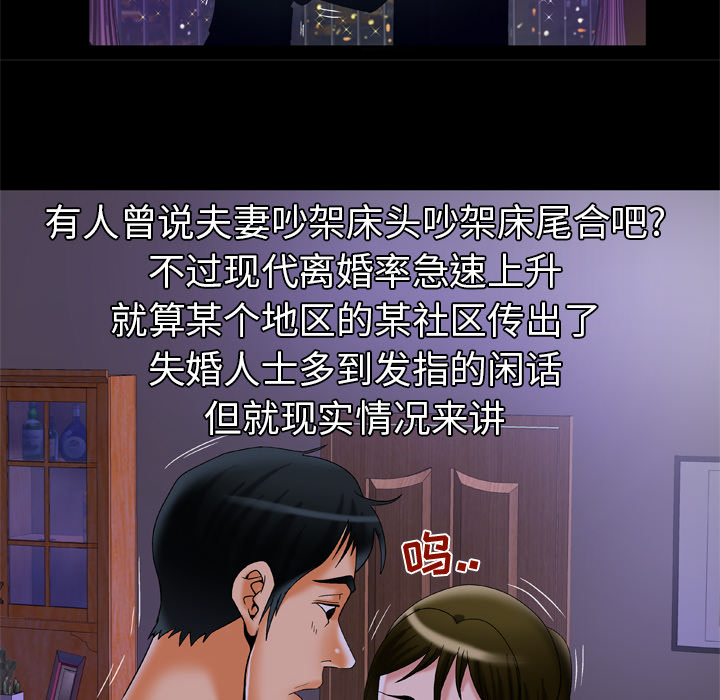 有人曾说夫妻吵架床头吵架床尾合吧?
不过现代离婚率急速上升
就算某个地区的某社区传出了
失婚人士多到发指的闲话
但就现实情况来讲
呜..